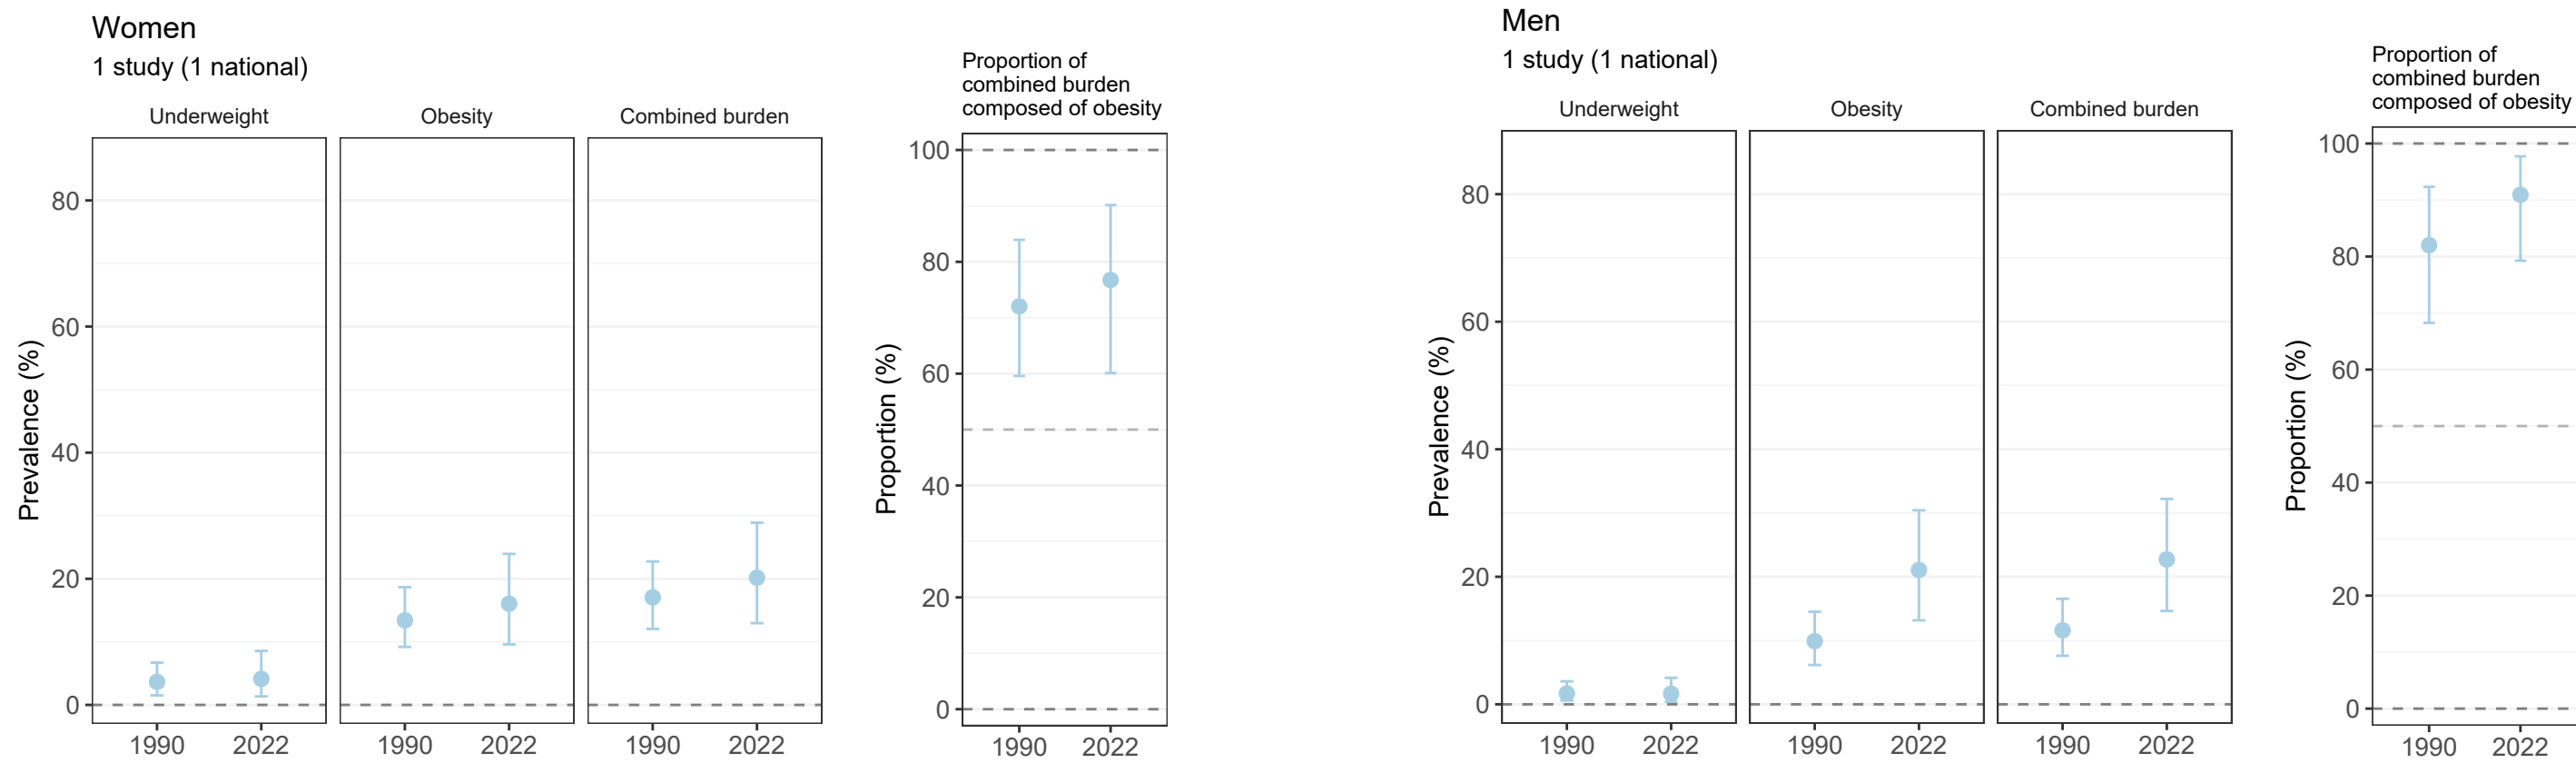 Women
1 study (1 national)
Underweight
Obesity
Combined burden
Prevalence (%)
80
60
40
20
0
1990 2022
1990 2022
1990 2022
Proportion of
combined burden
composed of obesity
Proportion (%)
100
80
60
40
20
0
1990 2022
Men
1 study (1 national)
Underweight
Obesity
Combined burden
Prevalence (%)
80
60
40
20
0
1990 2022
1990 2022
1990 2022
Proportion of
combined burden
composed of obesity
Proportion (%)
100
80
60
40
20
0
1990 2022